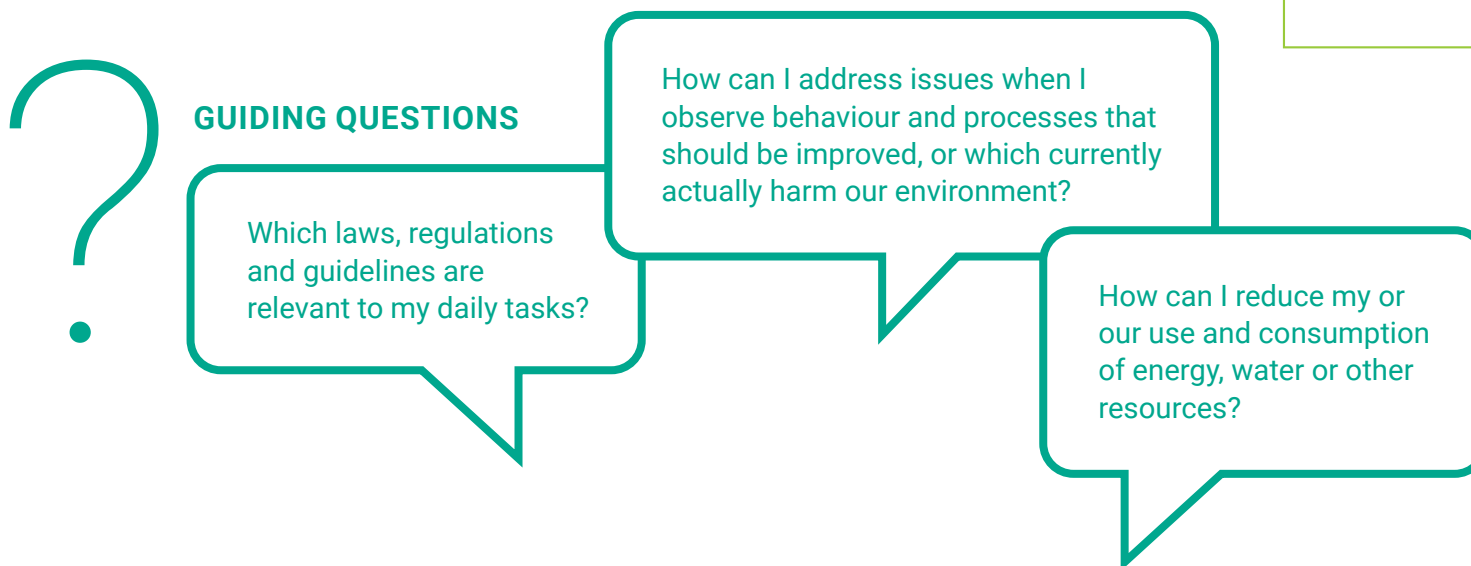 GUIDING QUESTIONS
Which laws, regulations
and guidelines are
relevant to my daily tasks?
How can I address issues when I
observe behaviour and processes that
should be improved, or which currently
actually harm our environment?
How can I reduce my or
our use and consumption
of energy, water or other
resources?